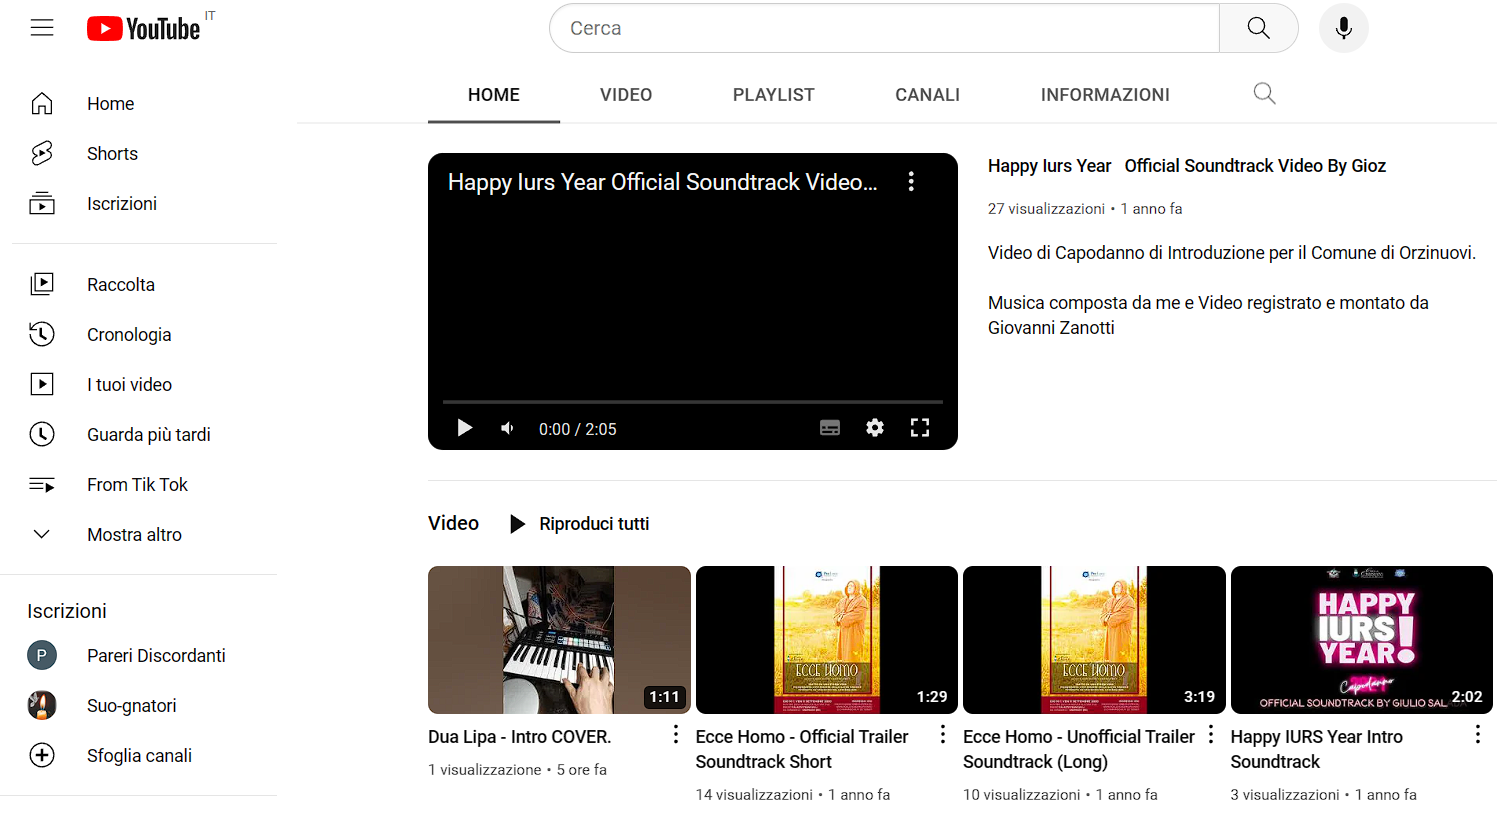 YouTube IT
Cerca
Home
Shorts
Iscrizioni
Raccolta
Cronologia
I tuoi video
Guarda più tardi
From Tik Tok
Mostra altro
Iscrizioni
P Pareri Discordanti
Suo-gnatori
Sfoglia canali
HOME VIDEO PLAYLIST CANALI INFORMAZIONI
Happy Iurs Year Official Soundtrack Video...
0:00 / 2:05
Happy Iurs Year Official Soundtrack Video By Gioz
27 visualizzazioni • 1 anno fa
Video di Capodanno di Introduzione per il Comune di Orzinuovi.
Musica composta da me e Video registrato e montato da
Giovanni Zanotti
Video Riproduci tutti
1:11
Dua Lipa - Intro COVER.
1 visualizzazione • 5 ore fa
ECCE HOMO
1:29
Ecce Homo - Official Trailer
Soundtrack Short
14 visualizzazioni • 1 anno fa
ECCE HOMO
3:19
Ecce Homo - Unofficial Trailer
Soundtrack (Long)
10 visualizzazioni • 1 anno fa
HAPPY
IURS
YEAR!
Capodanno
OFFICIAL SOUNDTRACK BY GIULIO SAL
2:02
Happy IURS Year Intro
Soundtrack
3 visualizzazioni • 1 anno fa